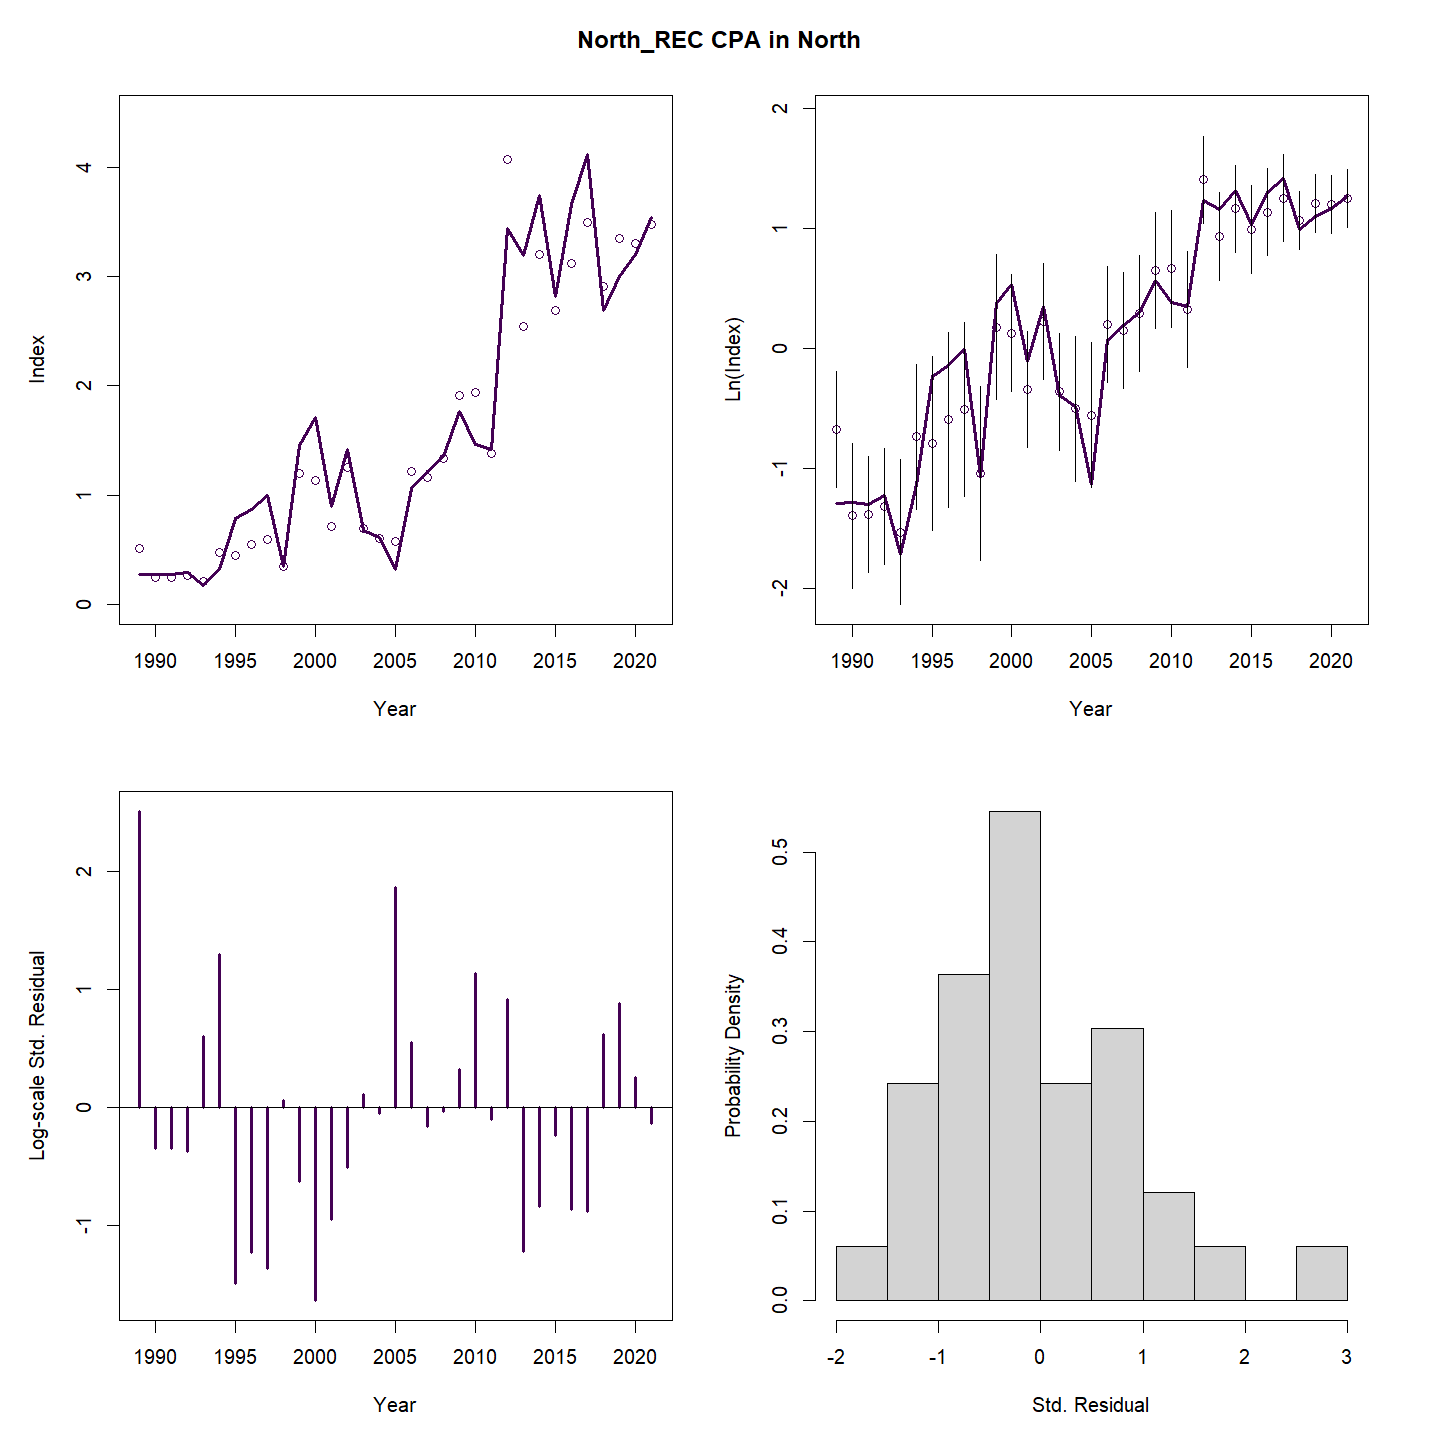 North_REC CPA in North
Index
4
3
2
1
0
1990 1995 2000 2005 2010 2015 2020
Year
Ln(Index)
2
1
0
-1
-2
1990 1995 2000 2005 2010 2015 2020
Year
Log-scale Std. Residual
2
1
0
-1
1990 1995 2000 2005 2010 2015 2020
Year
Probability Density
0.5
0.4
0.3
0.2
0.1
0.0
-2 -1 0 1 2 3
Std. Residual